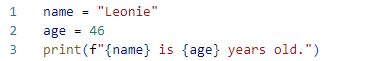 1 name = "Leonie"
2 age = 46
3 print(f"{name} is {age} years old.")